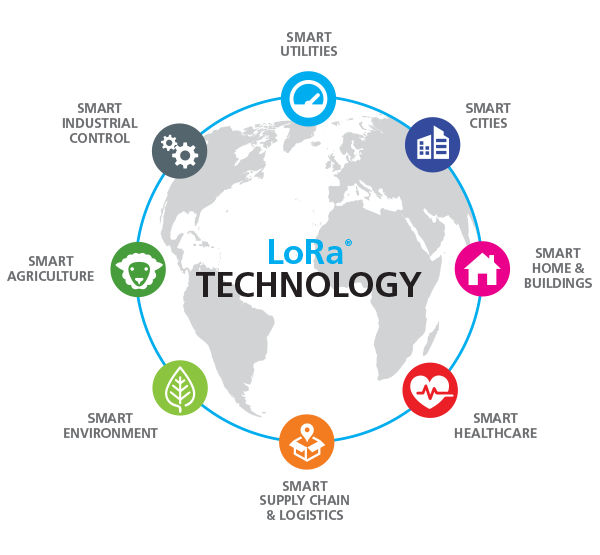 SMART
UTILITIES
SMART
CITIES
SMART
HOME &
BUILDINGS
SMART
HEALTHCARE
SMART
SUPPLY CHAIN
& LOGISTICS
SMART
ENVIRONMENT
SMART
AGRICULTURE
SMART
INDUSTRIAL
CONTROL
LoRa®
TECHNOLOGY